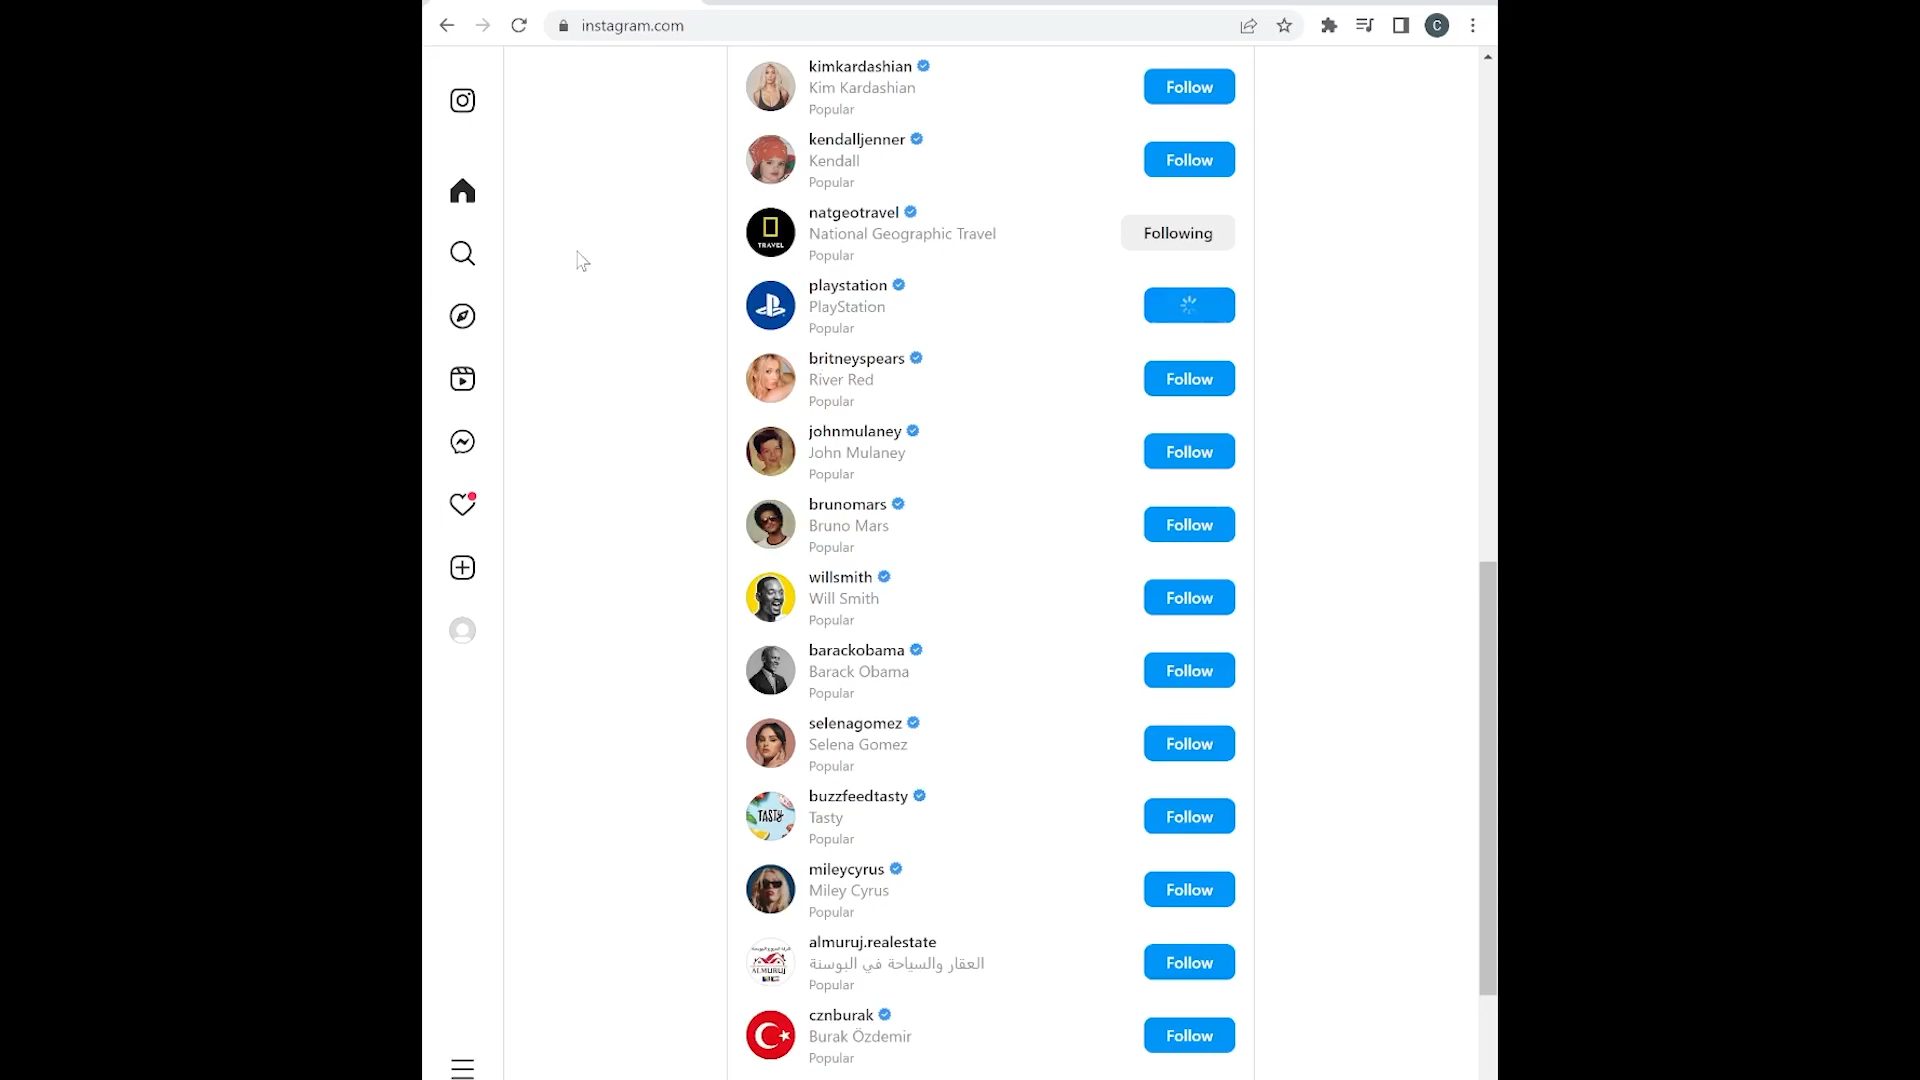 instagram.com
C
kimkardashian
Kim Kardashian
Popular
Follow
kendalljenner
Kendall
Popular
Follow
natgeotravel
National Geographic Travel
Popular
Following
TRAVEL
playstation
PlayStation
Popular
britneyspears
River Red
Popular
Follow
johnmulaney
John Mulaney
Popular
Follow
brunomars
Bruno Mars
Popular
Follow
willsmith
Will Smith
Popular
Follow
barackobama
Barack Obama
Popular
Follow
selenagomez
Selena Gomez
Popular
Follow
buzzfeedtasty
Tasty
Popular
Follow
TASTY
mileycyrus
Miley Cyrus
Popular
Follow
almuruj.realestate
العقار والسياحة في البوسنة
Popular
Follow
ALMURUJ
cznburak
Burak Özdemir
Popular
Follow